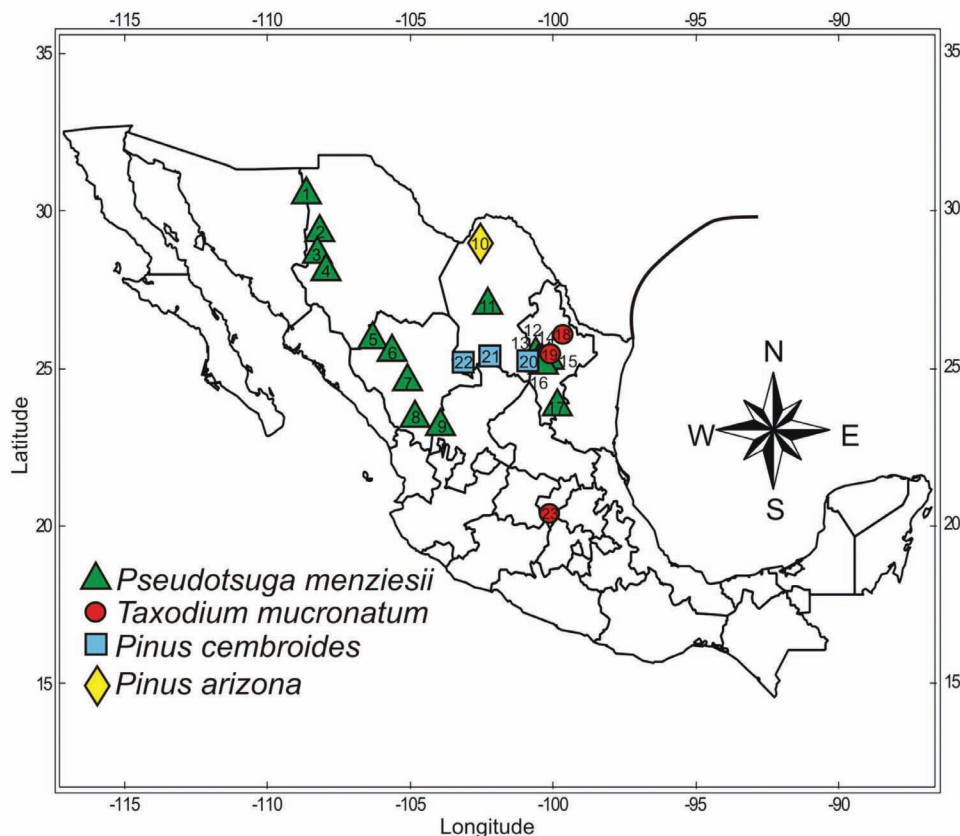 -115 -110 -105 -100 -95 -90
35 35
30 30
25 25
20 20
15 15
1
2
3
4
5
6
7
8
9
10
11
12
13
14
15
16
17
18
19
20
21
22
23
N
W E
S
Latitude
Pseudotsuga menziesii
Taxodium mucronatum
Pinus cembroides
Pinus arizona
-115 -110 -105 -100 -95 -90
Longitude